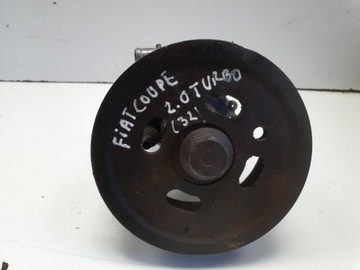 FIAT COUPE
2.0 TURBO
(32)